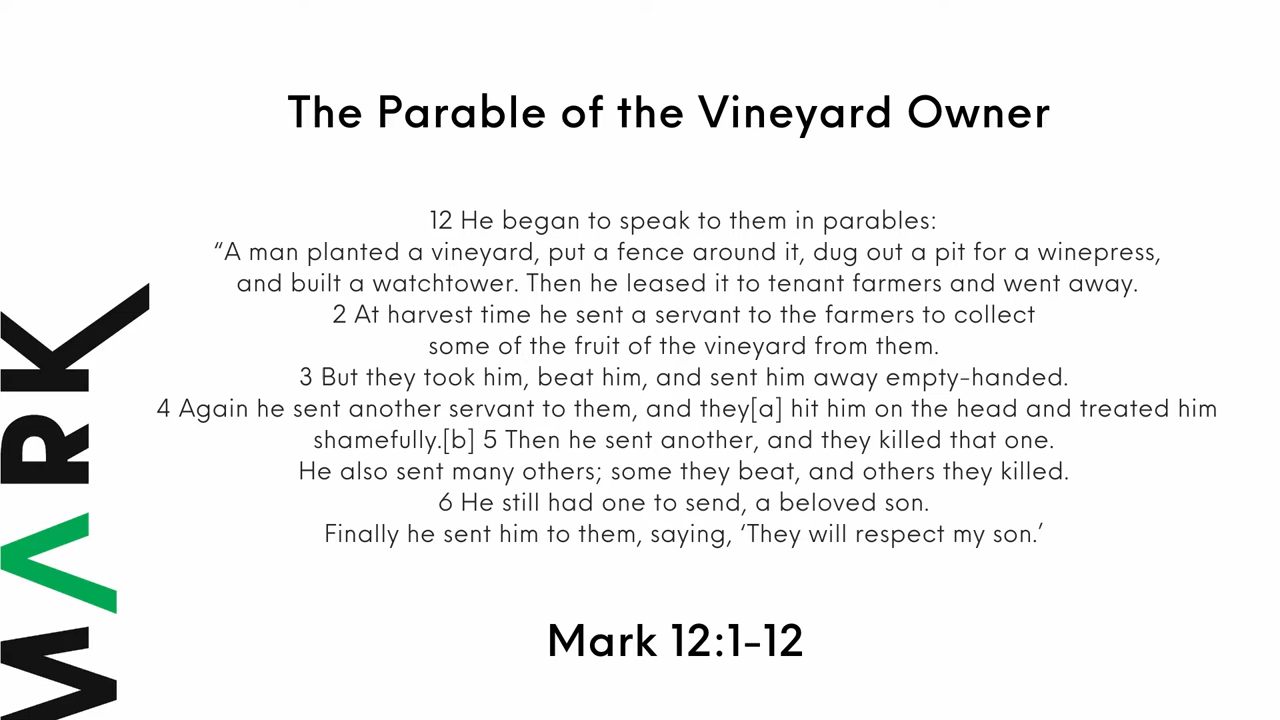 The Parable of the Vineyard Owner
12 He began to speak to them in parables:
“A man planted a vineyard, put a fence around it, dug out a pit for a winepress,
and built a watchtower. Then he leased it to tenant farmers and went away.
2 At harvest time he sent a servant to the farmers to collect
some of the fruit of the vineyard from them.
3 But they took him, beat him, and sent him away empty-handed.
4 Again he sent another servant to them, and they[a] hit him on the head and treated him
shamefully.[b] 5 Then he sent another, and they killed that one.
He also sent many others; some they beat, and others they killed.
6 He still had one to send, a beloved son.
Finally he sent him to them, saying, ‘They will respect my son.’
Mark 12:1-12
MARK